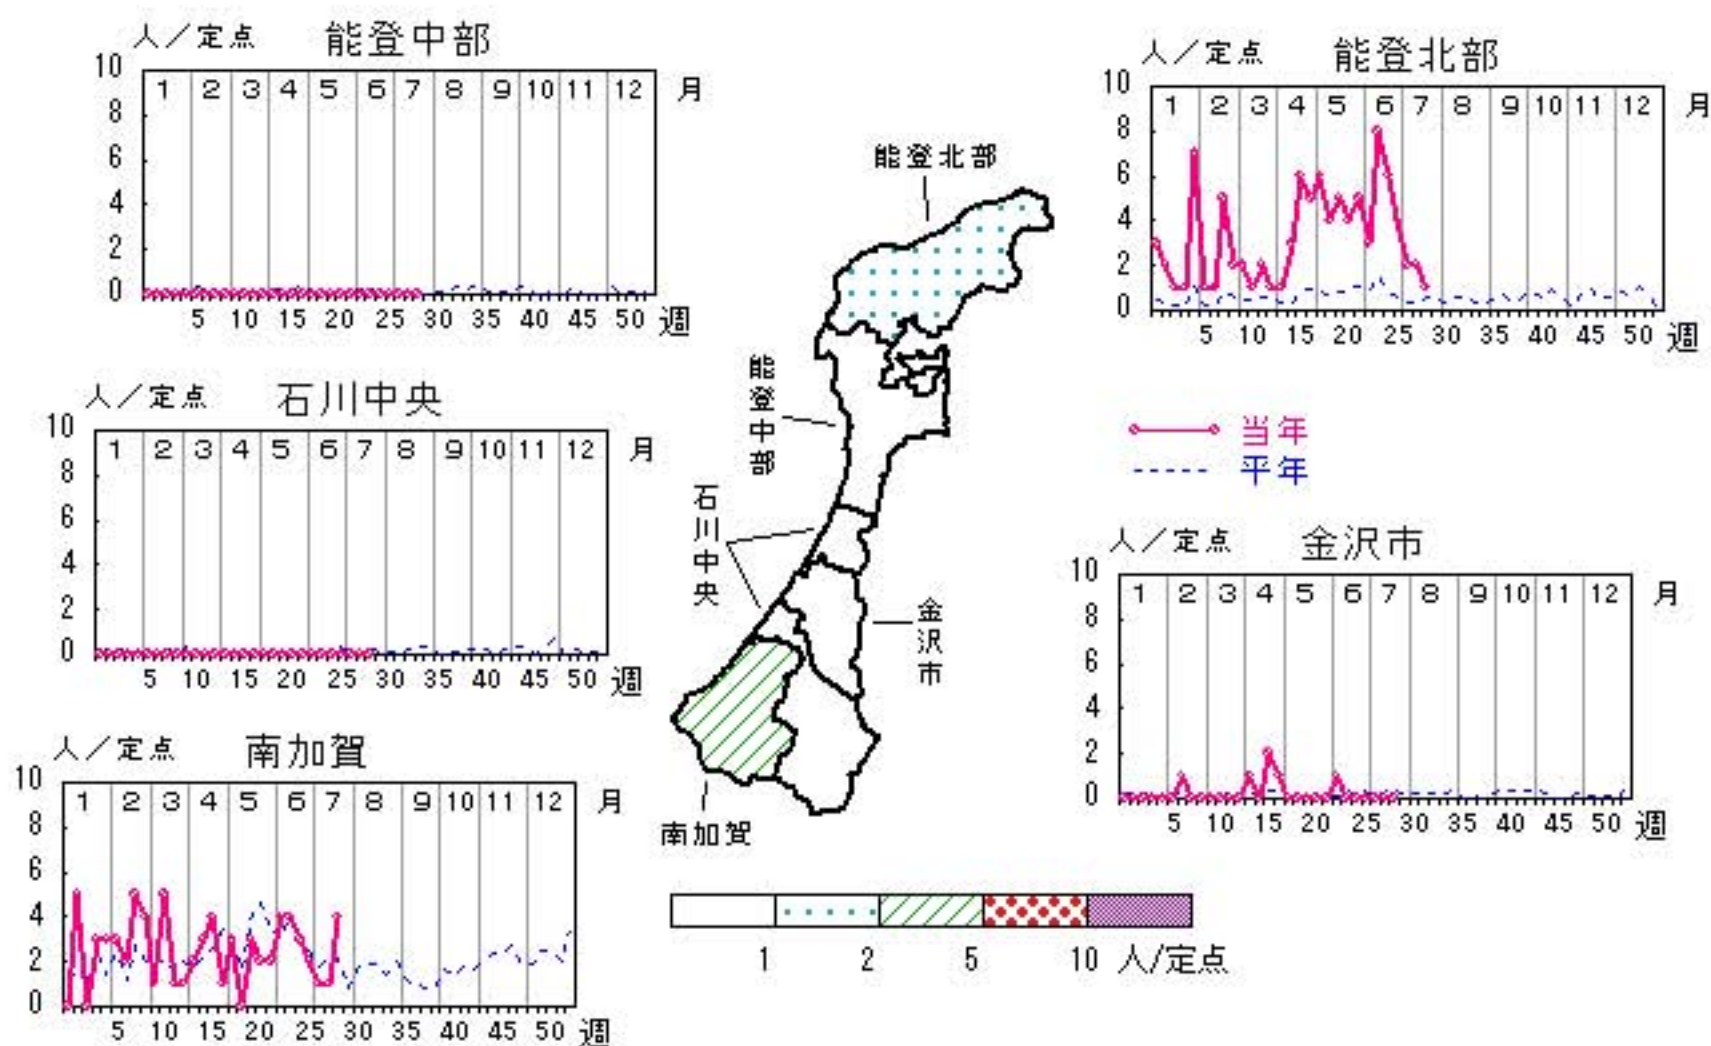 人／定点 能登中部
10 8 6 4 2 0
1 2 3 4 5 6 7 8 9 10 11 12 月
5 10 15 20 25 30 35 40 45 50 週
人／定点 能登北部
10 8 6 4 2 0
1 2 3 4 5 6 7 8 9 10 11 12 月
5 10 15 20 25 30 35 40 45 50 週
人／定点 石川中央
10 8 6 4 2 0
1 2 3 4 5 6 7 8 9 10 11 12 月
5 10 15 20 25 30 35 40 45 50 週
当年
平年
人／定点 金沢市
10 8 6 4 2 0
1 2 3 4 5 6 7 8 9 10 11 12 月
5 10 15 20 25 30 35 40 45 50 週
人／定点 南加賀
10 8 6 4 2 0
1 2 3 4 5 6 7 8 9 10 11 12 月
5 10 15 20 25 30 35 40 45 50 週
能登北部
能登中部
石川中央
金沢市
南加賀
1 2 5 10 人/定点